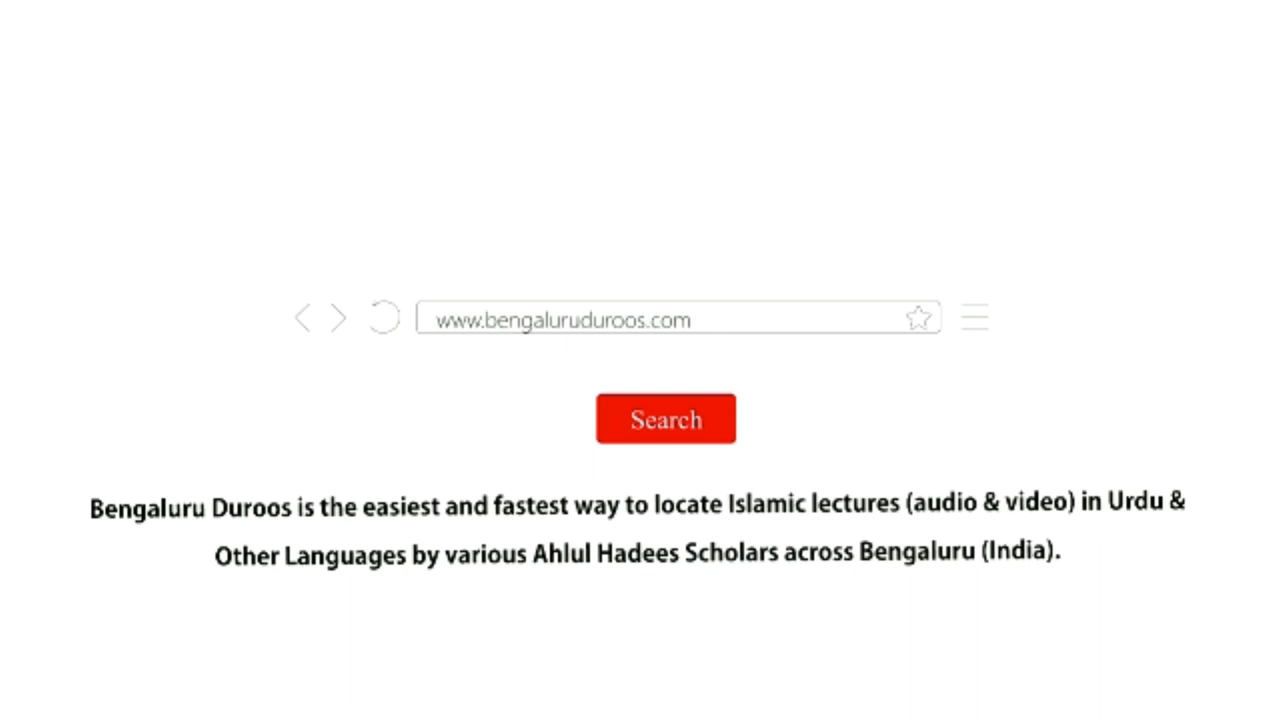 www.bengaluruduroos.com
Search
Bengaluru Duroos is the easiest and fastest way to locate Islamic lectures (audio & video) in Urdu &
Other Languages by various Ahlul Hadees Scholars across Bengaluru (India).